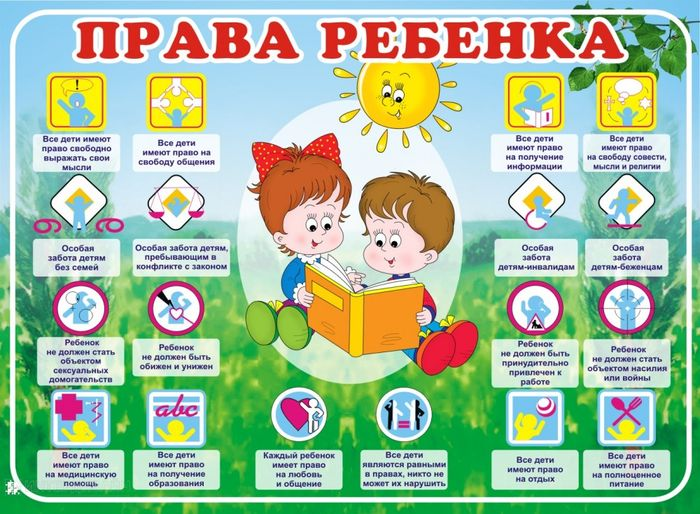 ПРАВА РЕБЕНКА
Все дети имеют
право свободно
выражать свои
мысли
Все дети
имеют право на
свободу общения
Все дети
имеют право
на получение
информации
Все дети
имеют право
на свободу совести,
мысли и религии
Особая
забота детям
без семей
Особая забота детям,
пребывающим в
конфликте с законом
Особая
забота
детям-инвалидам
Особая
забота
детям-беженцам
Ребенок
не должен стать
объектом
сексуальных
домогательств
Ребенок
не должен быть
обижен и унижен
Ребенок
не должен быть
принудительно
привлечен к
работе
Ребенок
не должен стать
объектом насилия
или войны
abc
Все дети
имеют право
на медицинскую
помощь
Все дети
имеют право
на получение
образования
Каждый ребенок
имеет право
на любовь
и общение
Все дети
являются равными
в правах, никто не
может их нарушить
Все дети
имеют право
на отдых
Все дети
имеют право
на полноценное
питание